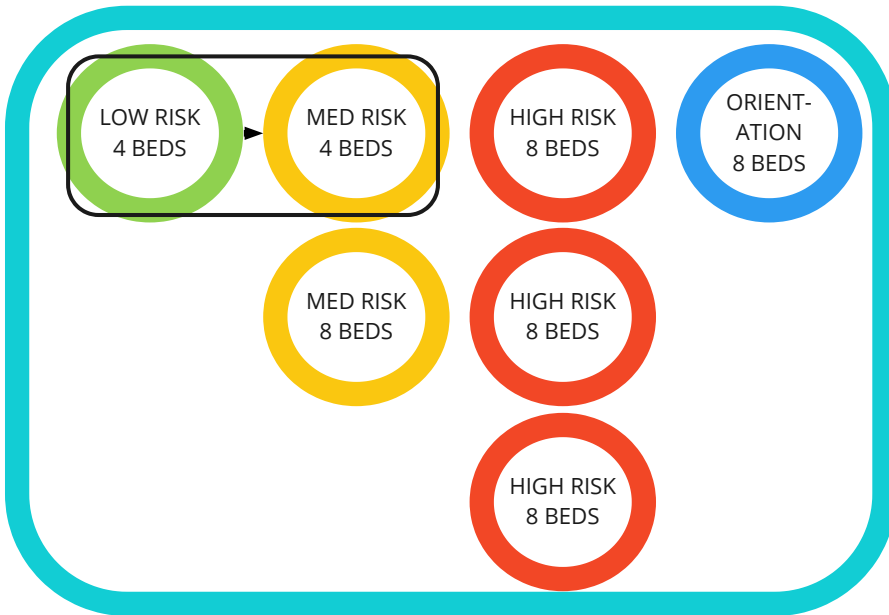 LOW RISK
4 BEDS
MED RISK
4 BEDS
HIGH RISK
8 BEDS
ORIENT-
ATION
8 BEDS
MED RISK
8 BEDS
HIGH RISK
8 BEDS
HIGH RISK
8 BEDS